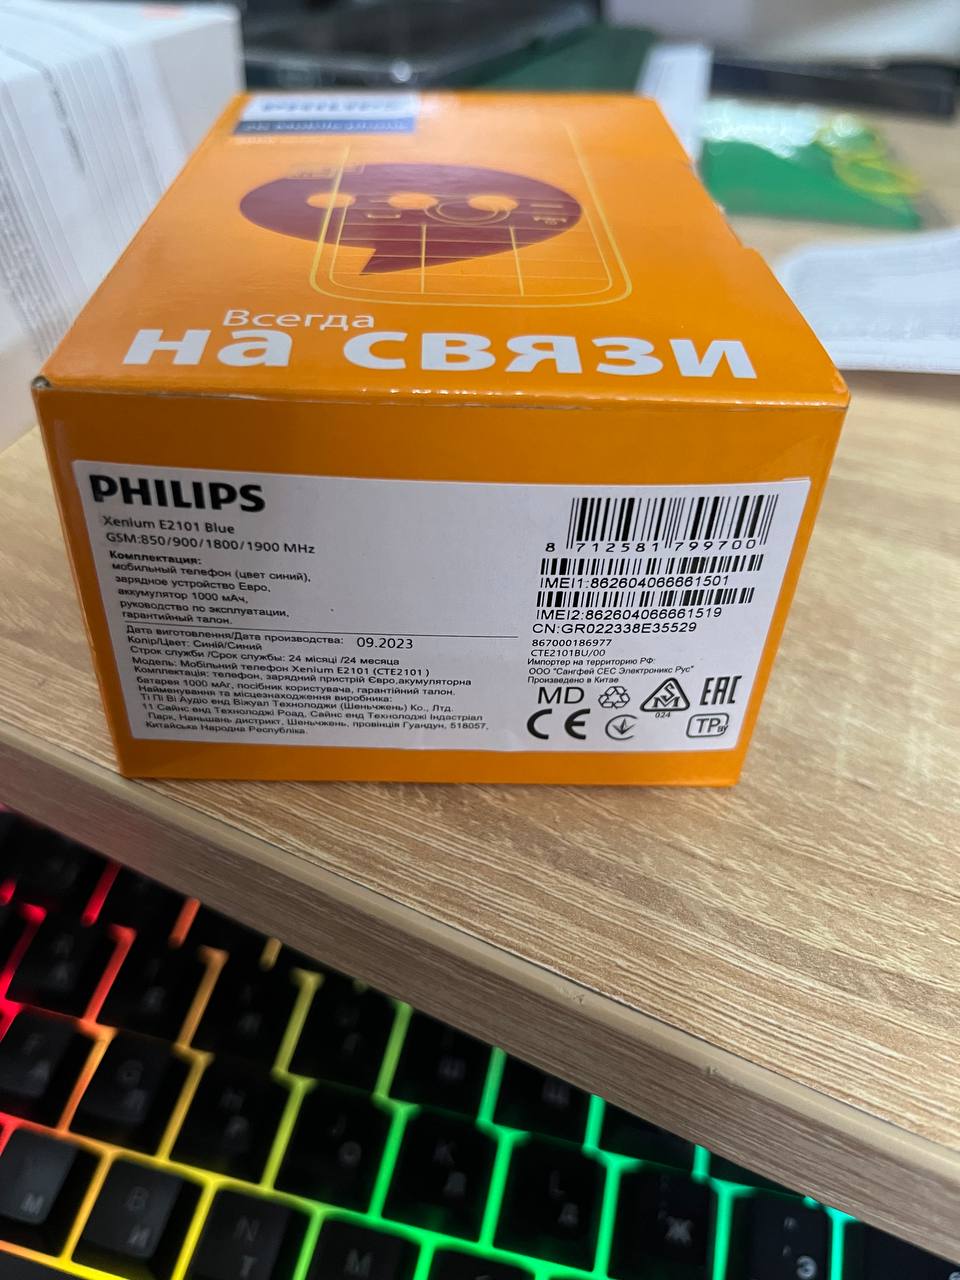 PHILIPS
Всегда
на связи
PHILIPS
Xenium E2101 Blue
GSM:850/900/1800/1900 MHz
Комплектация:
мобильный телефон (цвет синий),
зарядное устройство Евро,
аккумулятор 1000 мАч,
руководство по эксплуатации,
гарантийный талон.
Дата виготовлення/Дата производства: 09.2023
Колір/Цвет: Синій/Синий
Строк служби /Срок службы: 24 місяці /24 месяца
Модель: Мобільний телефон Xenium E2101 (CTE2101 )
Комплектація: телефон, зарядний пристрій Євро,акумуляторна
батарея 1000 мАг, посібник користувача, гарантійний талон.
Найменування та місцезнаходження виробника:
Ті Пі Ві Аудіо енд Віжуал Технолоджи (Шеньчжень) Ко., Лтд.
11 Сайнс енд Технолоджі Роад, Сайнс енд Технолоджі Індастріал
Парк, Наньшань дистрикт, Шеньчжень, провінція Гуандун, 518057,
Китайська Народна Республіка.
8 712581 799700
IMEI1:862604066661501
IMEI2:862604066661519
CN:GR022338E35529
867000186977
CTE2101BU/00
Импортер на территорию РФ:
ООО "Сангфей СЕС Электроникс Рус"
Произведено в Китае
MD
024
EAC
CE
TP BY